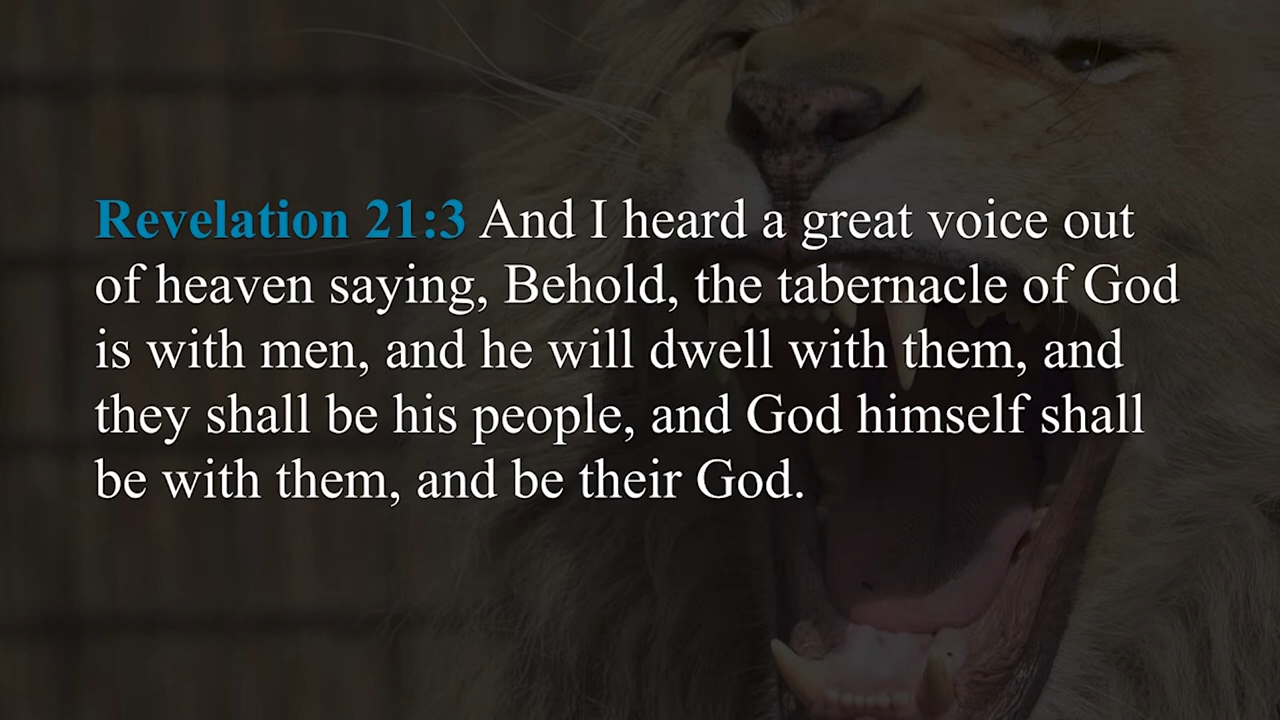 Revelation 21:3 And I heard a great voice out
of heaven saying, Behold, the tabernacle of God
is with men, and he will dwell with them, and
they shall be his people, and God himself shall
be with them, and be their God.